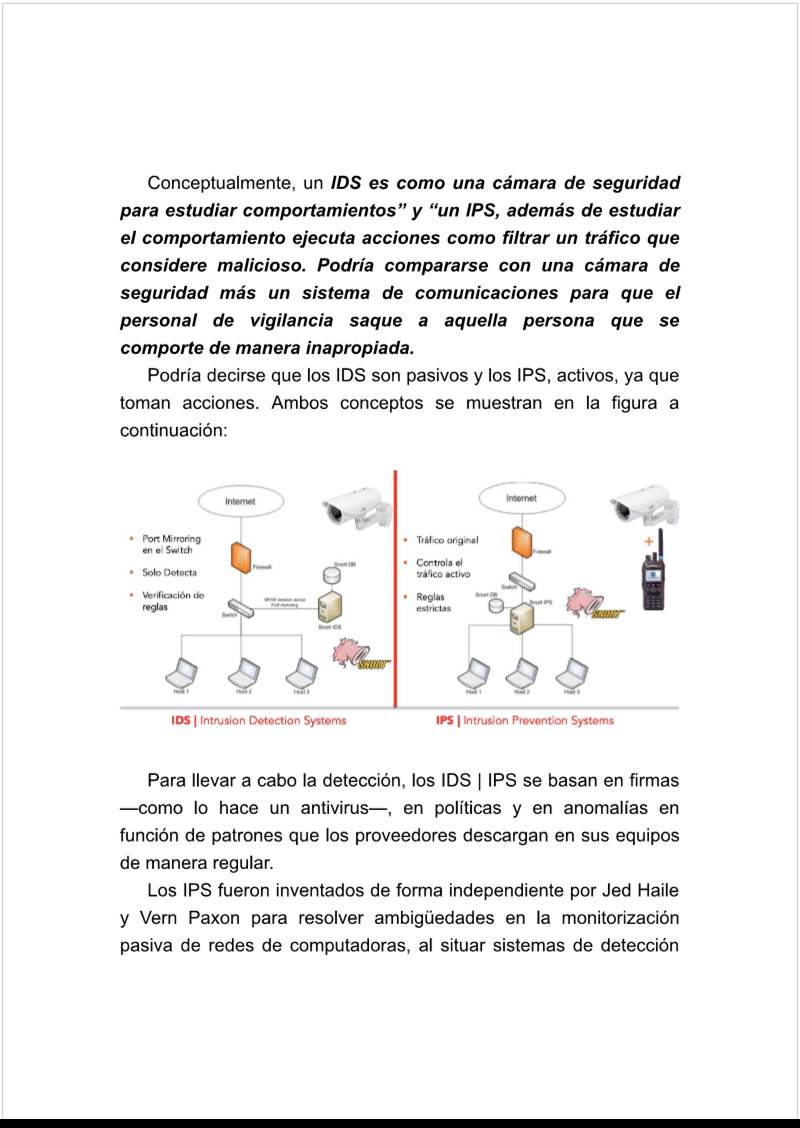 Conceptualmente, un IDS es como una cámara de seguridad
para estudiar comportamientos” y “un IPS, además de estudiar
el comportamiento ejecuta acciones como filtrar un tráfico que
considere malicioso. Podría compararse con una cámara de
seguridad más un sistema de comunicaciones para que el
personal de vigilancia saque a aquella persona que se
comporte de manera inapropiada.
Podría decirse que los IDS son pasivos y los IPS, activos, ya que
toman acciones. Ambos conceptos se muestran en la figura a
continuación:
Internet
• Port Mirroring
en el Switch
• Solo Detecta
• Verificación de
reglas
Firewall
Snort DB
SPAN session active
Port mirroring
Switch
Snort IDS
SNORT
Host 1
Host 2
Host 3
IDS | Intrusion Detection Systems
Internet
• Tráfico original
• Controla el
tráfico activo
• Reglas
estrictas
+
Firewall
Switch
Snort DB
Snort IPS
SNORT
Host 1
Host 2
Host 3
IPS | Intrusion Prevention Systems
Para llevar a cabo la detección, los IDS | IPS se basan en firmas
—como lo hace un antivirus—, en políticas y en anomalías en
función de patrones que los proveedores descargan en sus equipos
de manera regular.
Los IPS fueron inventados de forma independiente por Jed Haile
y Vern Paxon para resolver ambigüedades en la monitorización
pasiva de redes de computadoras, al situar sistemas de detección